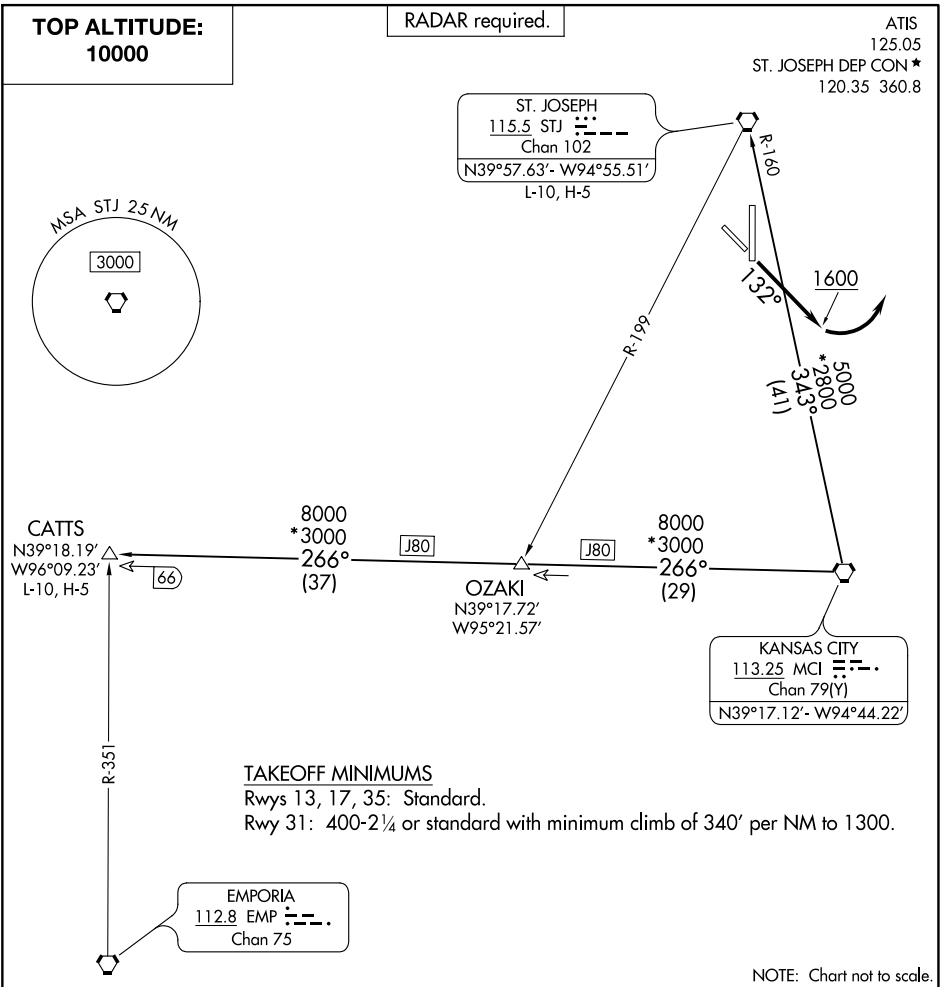 TOP ALTITUDE:
10000
RADAR required.
ATIS
125.05
ST. JOSEPH DEP CON ★
120.35 360.8
ST. JOSEPH
115.5 STJ
Chan 102
N39°57.63'- W94°55.51'
L-10, H-5
R-160
MSA STJ 25 NM
3000
132°
1600
R-199
5000
*2800
343°
(41)
CATTS
N39°18.19'
W96°09.23'
L-10, H-5
66
8000
*3000
266°
(37)
J80
OZAKI
N39°17.72'
W95°21.57'
J80
8000
*3000
266°
(29)
KANSAS CITY
113.25 MCI
Chan 79(Y)
N39°17.12'- W94°44.22'
R-351
TAKEOFF MINIMUMS
Rwys 13, 17, 35: Standard.
Rwy 31: 400-2¼ or standard with minimum climb of 340' per NM to 1300.
EMPORIA
112.8 EMP
Chan 75
NOTE: Chart not to scale.